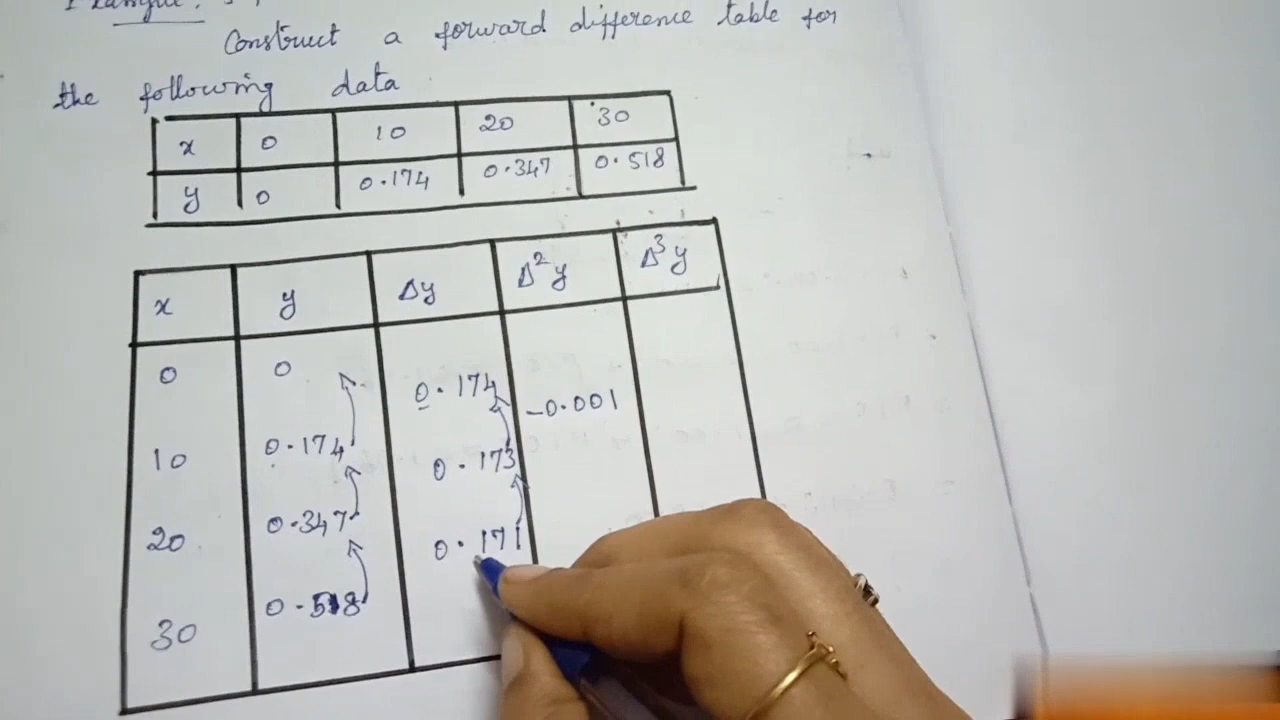 Construct a forward difference table for
the following data
x 0 10 20 30
y 0 0.174 0.347 0.518
x y Δy Δ²y Δ³y
0 0
0.174
-0.001
10 0.174
0.173
20 0.347
0.171
30 0.518